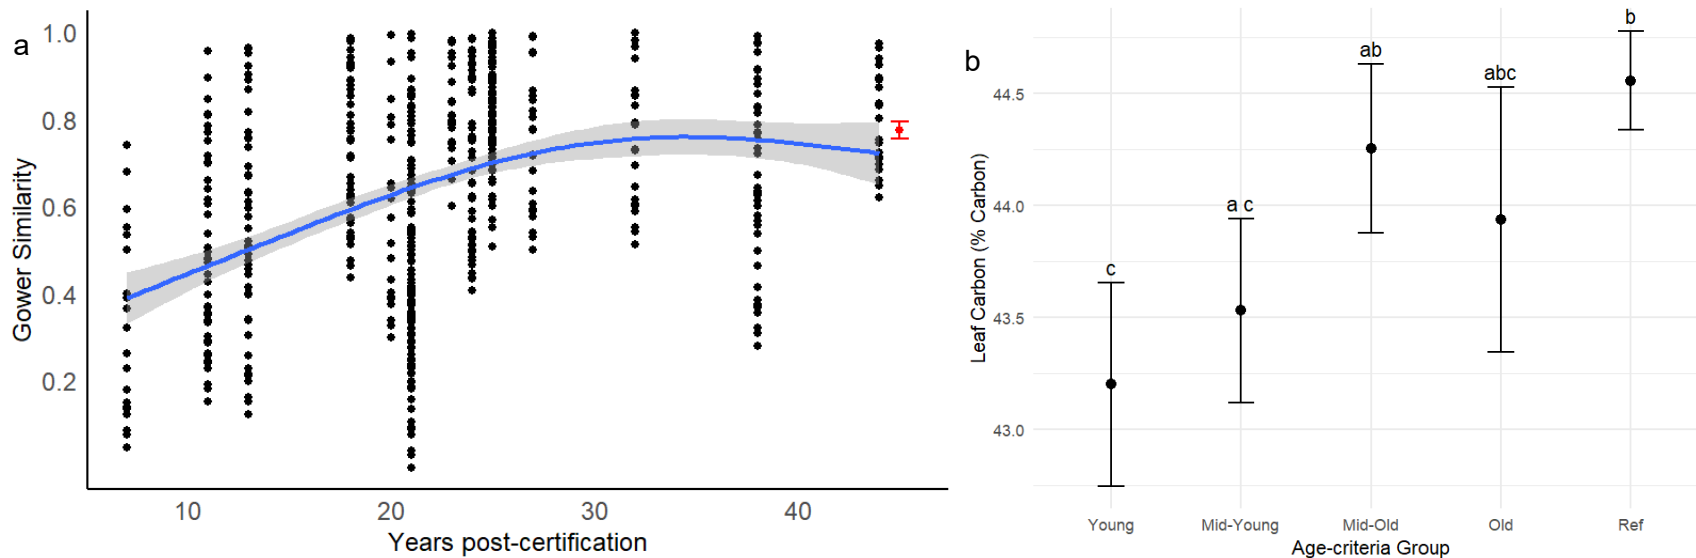 a
Gower Similarity
1.0
0.8
0.6
0.4
0.2
10 20 30 40
Years post-certification
b
Leaf Carbon (% Carbon)
44.5
44.0
43.5
43.0
c
a c
ab
abc
b
Young Mid-Young Mid-Old Old Ref
Age-criteria Group